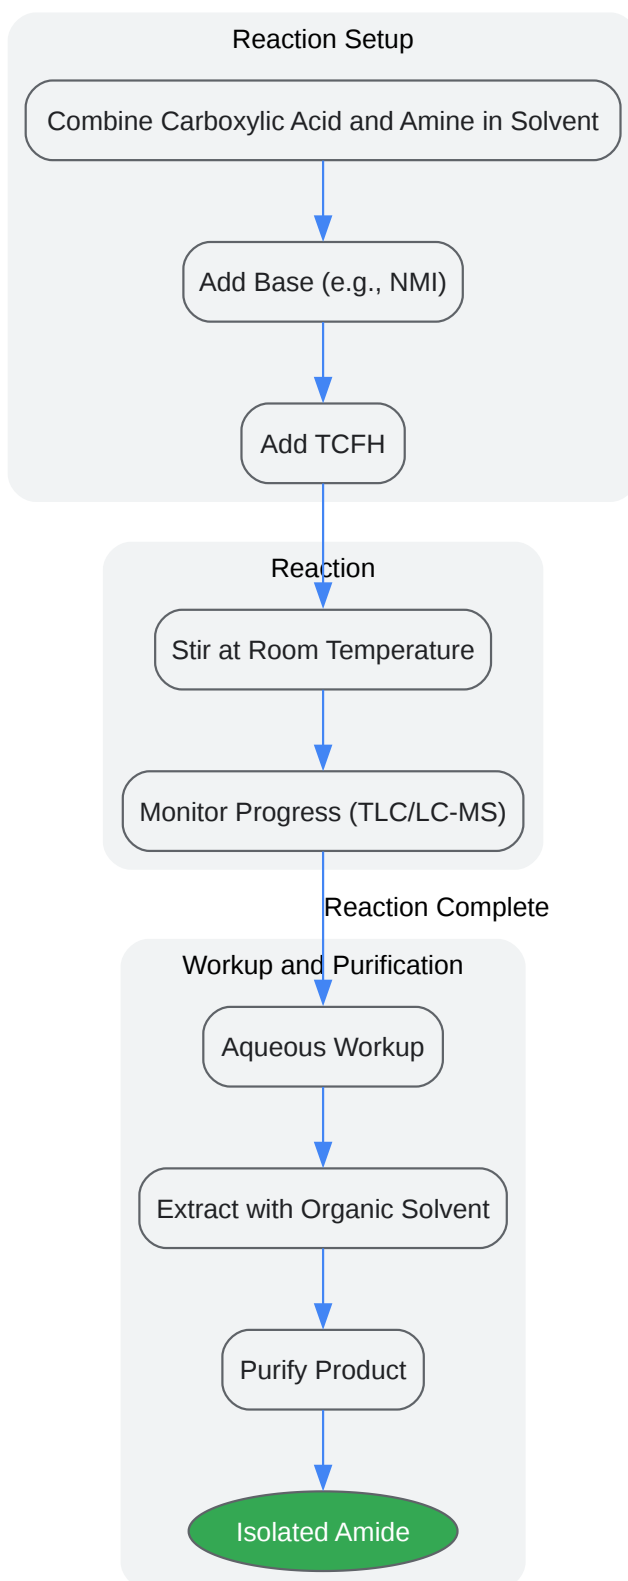 Reaction Setup
Combine Carboxylic Acid and Amine in Solvent
Add Base (e.g., NMI)
Add TCFH
Reaction
Stir at Room Temperature
Monitor Progress (TLC/LC-MS)
Reaction Complete
Workup and Purification
Aqueous Workup
Extract with Organic Solvent
Purify Product
Isolated Amide